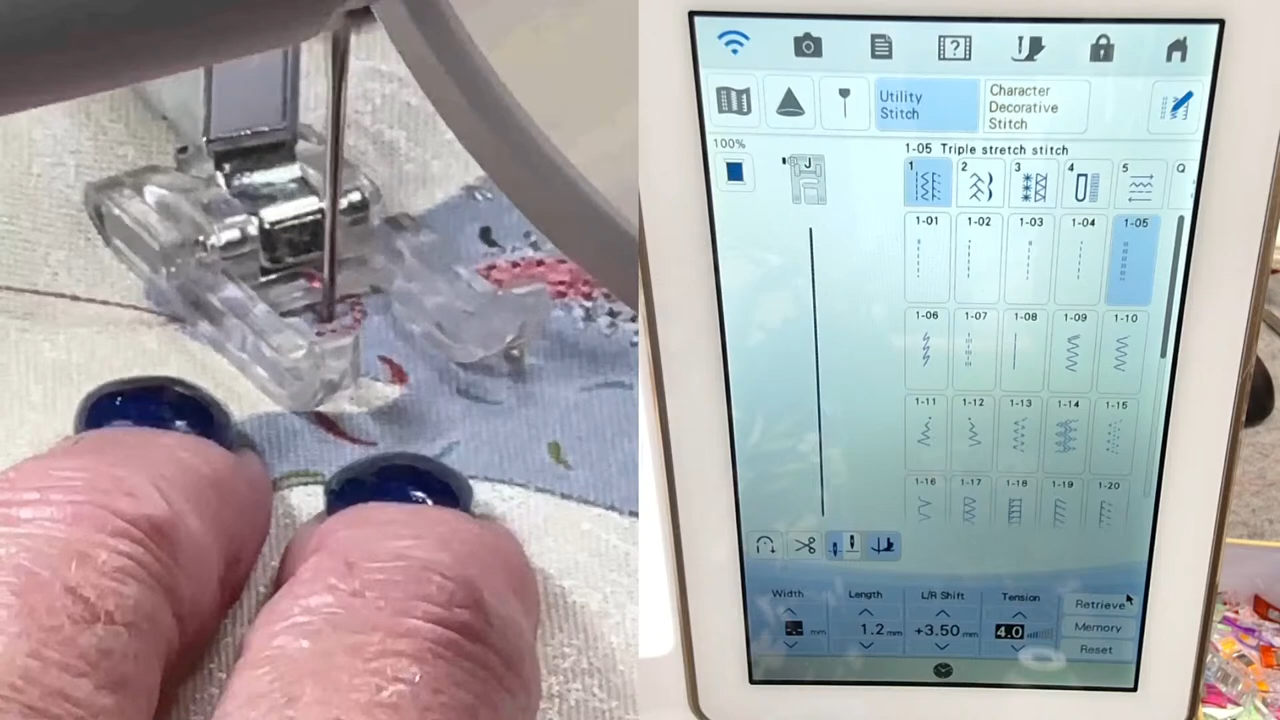 Utility
Stitch
Character
Decorative
Stitch
100%
1-05 Triple stretch stitch
J
1 2 3 4 5 Q
1-01 1-02 1-03 1-04 1-05
1-06 1-07 1-08 1-09 1-10
1-11 1-12 1-13 1-14 1-15
1-16 1-17 1-18 1-19 1-20
Width Length L/R Shift Tension
mm 1.2 mm +3.50 mm 4.0
Retrieve
Memory
Reset